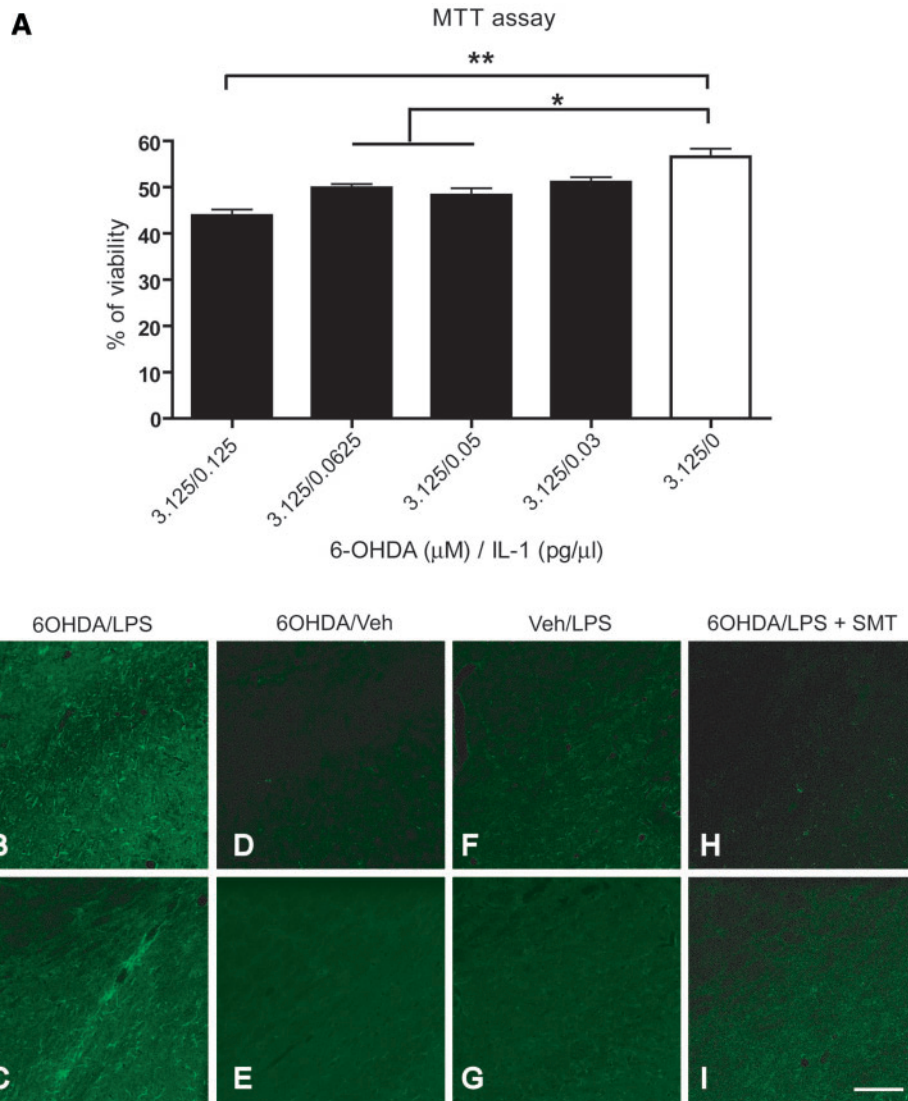 A
MTT assay
**
*
% of viability
60
50
40
30
20
10
0
3.125/0.125
3.125/0.0625
3.125/0.05
3.125/0.03
3.125/0
6-OHDA (μM) / IL-1 (pg/μl)
6OHDA/LPS
6OHDA/Veh
Veh/LPS
6OHDA/LPS + SMT
B
D
F
H
C
E
G
I